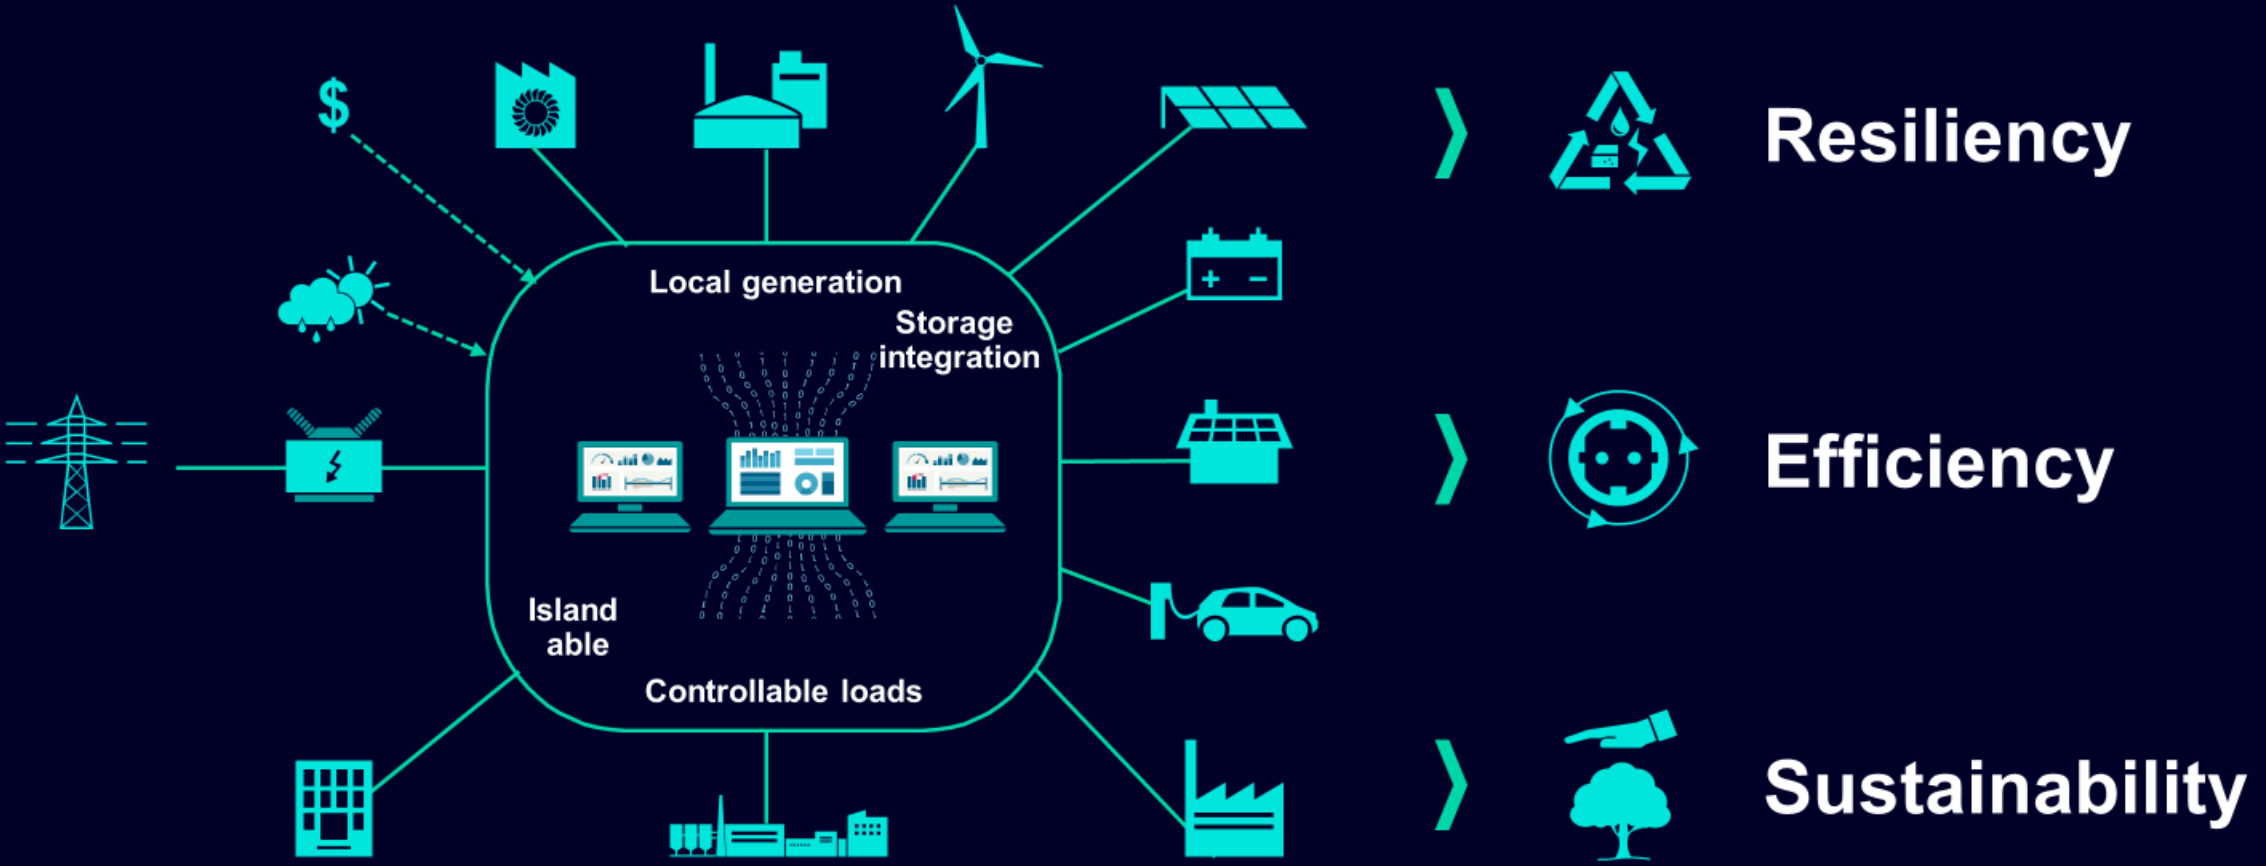 $
Local generation
Storage
integration
Island
able
Controllable loads
Resiliency
Efficiency
Sustainability